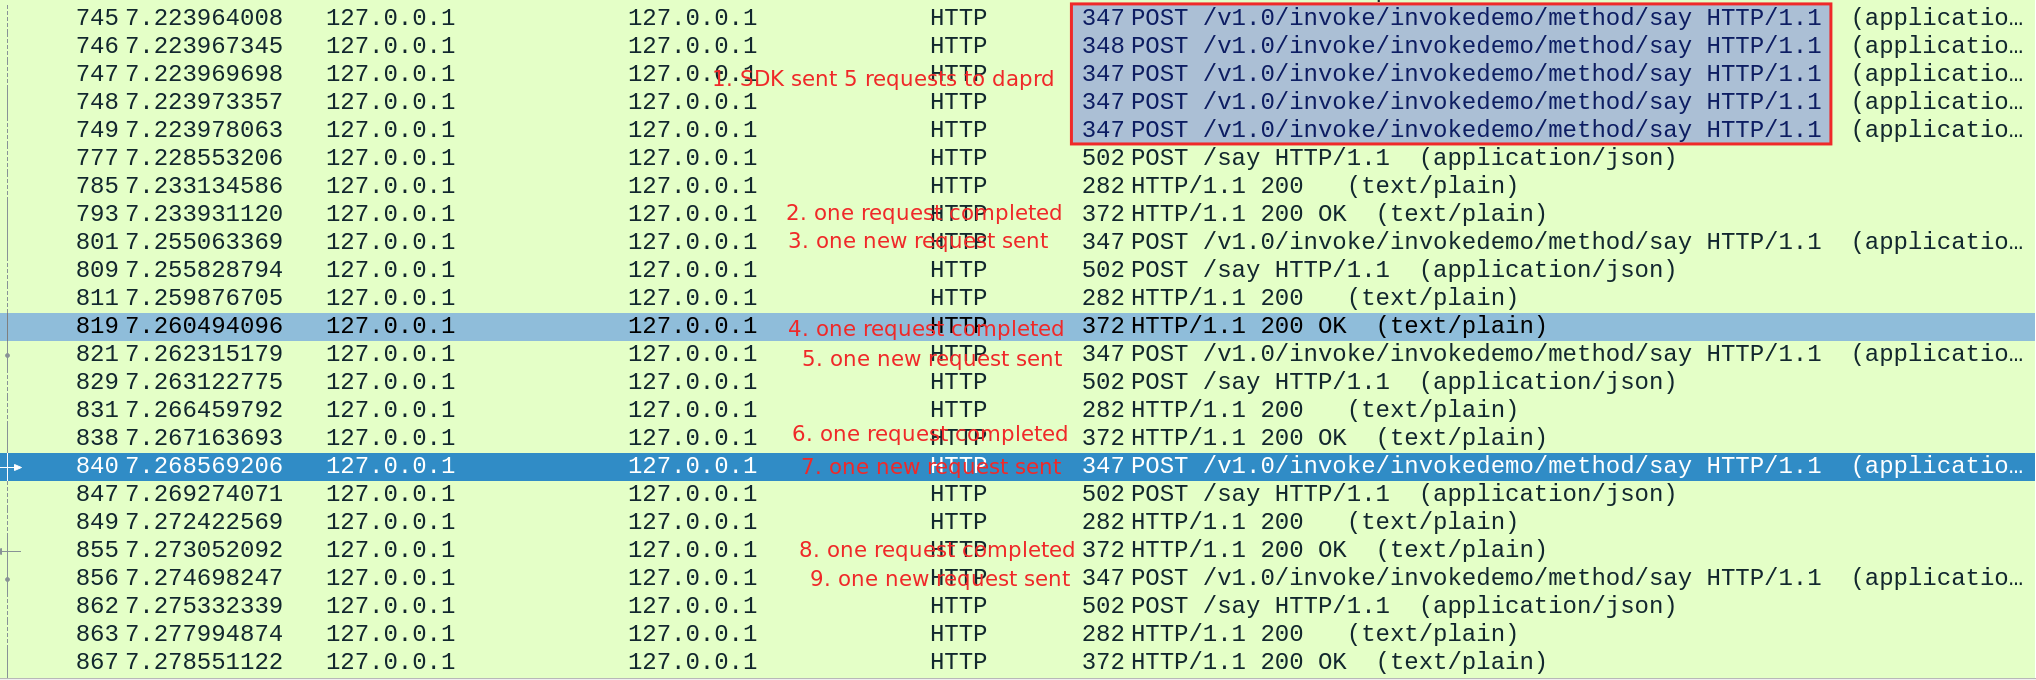 745 7.223964008 127.0.0.1 127.0.0.1 HTTP 347 POST /v1.0/invoke/invokedemo/method/say HTTP/1.1 (applicatio…
746 7.223967345 127.0.0.1 127.0.0.1 HTTP 348 POST /v1.0/invoke/invokedemo/method/say HTTP/1.1 (applicatio…
747 7.223969698 127.0.0.1 127.0.0.1 HTTP 347 POST /v1.0/invoke/invokedemo/method/say HTTP/1.1 (applicatio…
1. SDK sent 5 requests to daprd
748 7.223973357 127.0.0.1 127.0.0.1 HTTP 347 POST /v1.0/invoke/invokedemo/method/say HTTP/1.1 (applicatio…
749 7.223978063 127.0.0.1 127.0.0.1 HTTP 347 POST /v1.0/invoke/invokedemo/method/say HTTP/1.1 (applicatio…
777 7.228553206 127.0.0.1 127.0.0.1 HTTP 502 POST /say HTTP/1.1 (application/json)
785 7.233134586 127.0.0.1 127.0.0.1 HTTP 282 HTTP/1.1 200 (text/plain)
793 7.233931120 127.0.0.1 127.0.0.1 HTTP 372 HTTP/1.1 200 OK (text/plain)
2. one request completed
801 7.255063369 127.0.0.1 127.0.0.1 HTTP 347 POST /v1.0/invoke/invokedemo/method/say HTTP/1.1 (applicatio…
3. one new request sent
809 7.255828794 127.0.0.1 127.0.0.1 HTTP 502 POST /say HTTP/1.1 (application/json)
811 7.259876705 127.0.0.1 127.0.0.1 HTTP 282 HTTP/1.1 200 (text/plain)
819 7.260494096 127.0.0.1 127.0.0.1 HTTP 372 HTTP/1.1 200 OK (text/plain)
4. one request completed
821 7.262315179 127.0.0.1 127.0.0.1 HTTP 347 POST /v1.0/invoke/invokedemo/method/say HTTP/1.1 (applicatio…
5. one new request sent
829 7.263122775 127.0.0.1 127.0.0.1 HTTP 502 POST /say HTTP/1.1 (application/json)
831 7.266459792 127.0.0.1 127.0.0.1 HTTP 282 HTTP/1.1 200 (text/plain)
838 7.267163693 127.0.0.1 127.0.0.1 HTTP 372 HTTP/1.1 200 OK (text/plain)
6. one request completed
840 7.268569206 127.0.0.1 127.0.0.1 HTTP 347 POST /v1.0/invoke/invokedemo/method/say HTTP/1.1 (applicatio…
7. one new request sent
847 7.269274071 127.0.0.1 127.0.0.1 HTTP 502 POST /say HTTP/1.1 (application/json)
849 7.272422569 127.0.0.1 127.0.0.1 HTTP 282 HTTP/1.1 200 (text/plain)
855 7.273052092 127.0.0.1 127.0.0.1 HTTP 372 HTTP/1.1 200 OK (text/plain)
8. one request completed
856 7.274698247 127.0.0.1 127.0.0.1 HTTP 347 POST /v1.0/invoke/invokedemo/method/say HTTP/1.1 (applicatio…
9. one new request sent
862 7.275332339 127.0.0.1 127.0.0.1 HTTP 502 POST /say HTTP/1.1 (application/json)
863 7.277994874 127.0.0.1 127.0.0.1 HTTP 282 HTTP/1.1 200 (text/plain)
867 7.278551122 127.0.0.1 127.0.0.1 HTTP 372 HTTP/1.1 200 OK (text/plain)